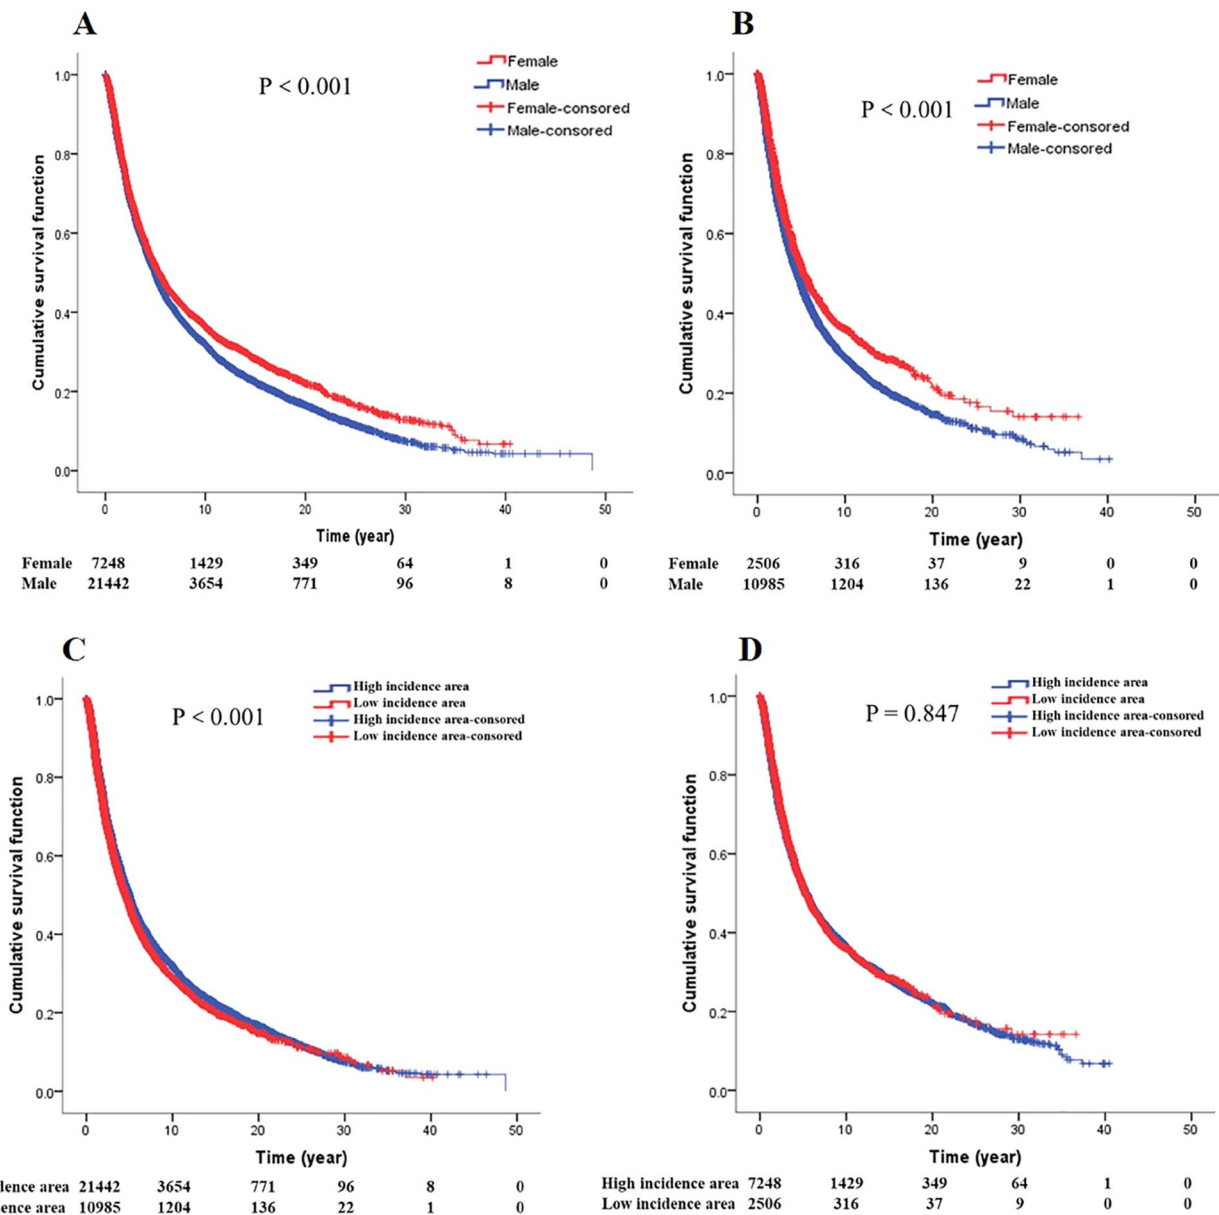 A
P < 0.001
Female
Male
Female-consored
Male-consored
Cumulative survival function
1.0
0.8
0.6
0.4
0.2
0.0
0 10 20 30 40 50
Time (year)
Female 7248 1429 349 64 1 0
Male 21442 3654 771 96 8 0
B
P < 0.001
Female
Male
Female-consored
Male-consored
Cumulative survival function
1.0
0.8
0.6
0.4
0.2
0.0
0 10 20 30 40 50
Time (year)
Female 2506 316 37 9 0 0
Male 10985 1204 136 22 1 0
C
P < 0.001
High incidence area
Low incidence area
High incidence area-consored
Low incidence area-consored
Cumulative survival function
1.0
0.8
0.6
0.4
0.2
0.0
0 10 20 30 40 50
Time (year)
lence area 21442 3654 771 96 8 0
ence area 10985 1204 136 22 1 0
D
P = 0.847
High incidence area
Low incidence area
High incidence area-consored
Low incidence area-consored
Cumulative survival function
1.0
0.8
0.6
0.4
0.2
0.0
0 10 20 30 40 50
Time (year)
High incidence area 7248 1429 349 64 1 0
Low incidence area 2506 316 37 9 0 0